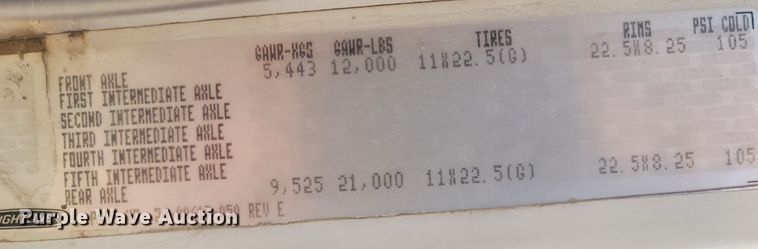 GAWR-KGS GAWR-LBS TIRES RIMS PSI COLD
FRONT AXLE 5,443 12,000 11X22.5(G) 22.5X8.25 105
FIRST INTERMEDIATE AXLE
SECOND INTERMEDIATE AXLE
THIRD INTERMEDIATE AXLE
FOURTH INTERMEDIATE AXLE
FIFTH INTERMEDIATE AXLE
REAR AXLE 9,525 21,000 11X22.5(G) 22.5X8.25 105
REV E
Purple Wave Auction